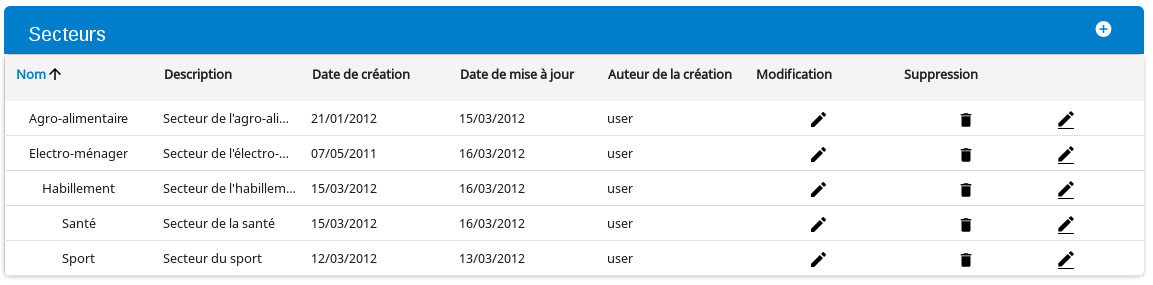 Secteurs
Nom Description Date de création Date de mise à jour Auteur de la création Modification Suppression
Agro-alimentaire Secteur de l'agro-ali... 21/01/2012 15/03/2012 user
Electro-ménager Secteur de l'électro-... 07/05/2011 16/03/2012 user
Habillement Secteur de l'habillem... 15/03/2012 16/03/2012 user
Santé Secteur de la santé 15/03/2012 16/03/2012 user
Sport Secteur du sport 12/03/2012 13/03/2012 user